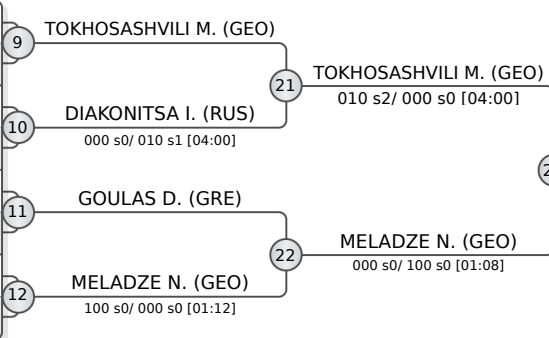 TOKHOSASHVILI M. (GEO)
9
21
TOKHOSASHVILI M. (GEO)
010 s2/ 000 s0 [04:00]
DIAKONITSA I. (RUS)
10
000 s0/ 010 s1 [04:00]
GOULAS D. (GRE)
11
22
MELADZE N. (GEO)
000 s0/ 100 s0 [01:08]
MELADZE N. (GEO)
12
100 s0/ 000 s0 [01:12]